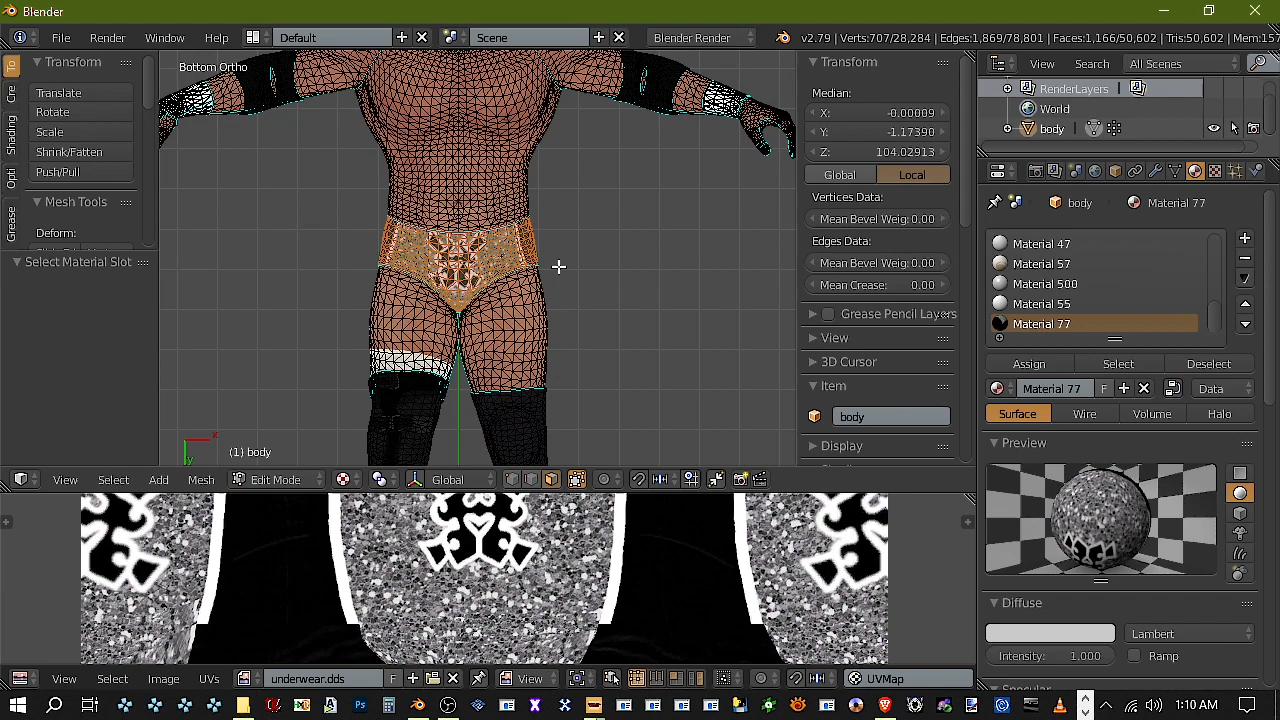 Blender
File Render Window Help Default Scene Blender Render v2.79 | Verts:707/28,284 | Edges:1,869/78,801 | Faces:1,166/50,602 | Tris:50,602 | Mem:15
To
Cre
Shading
Opti
Grease
Transform
Translate
Rotate
Scale
Shrink/Fatten
Push/Pull
Mesh Tools
Deform:
Select Material Slot
Bottom Ortho
(1) body
x
y
Transform
Median:
X: -0.00009
Y: -1.17390
Z: 104.02913
Global Local
Vertices Data:
Mean Bevel Weig: 0.00
Edges Data:
Mean Bevel Weig: 0.00
Mean Crease: 0.00
Grease Pencil Layers
View
3D Cursor
Item
body
Display
View Select Add Mesh Edit Mode Global
View Select Image UVs underwear.dds F View UVMap
View Search All Scenes
RenderLayers
World
body
body Material 77
Material 47
Material 57
Material 500
Material 55
Material 77
Assign Select Deselect
Material 77 F Data
Surface Wire Volume Halo
Preview
Diffuse
Lambert
Intensity: 1.000 Ramp
Specular
1:10 AM